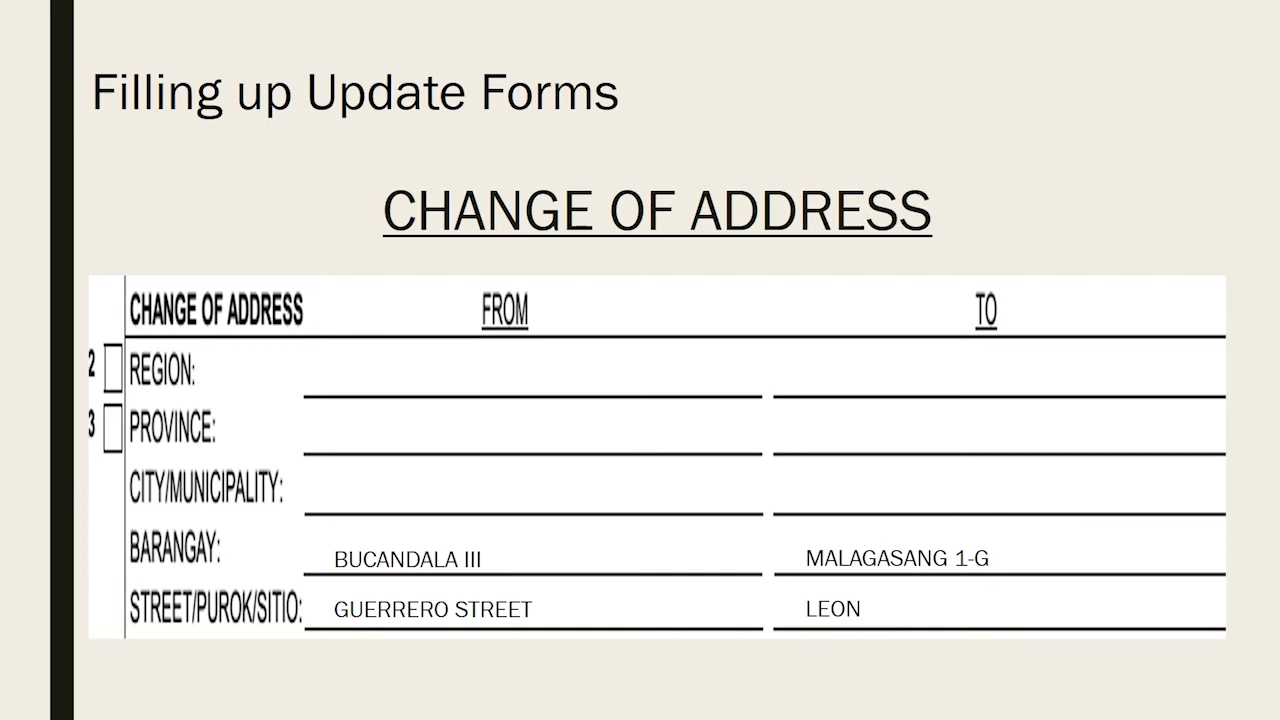 Filling up Update Forms
CHANGE OF ADDRESS
CHANGE OF ADDRESS FROM TO
2 REGION:
3 PROVINCE:
CITY/MUNICIPALITY:
BARANGAY: BUCANDALA III MALAGASANG 1-G
STREET/PUROK/SITIO: GUERRERO STREET LEON